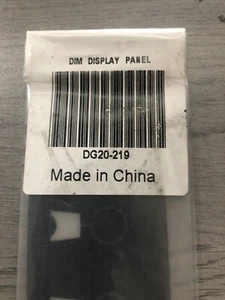 DIM DISPLAY PANEL
DG20-219
Made in China